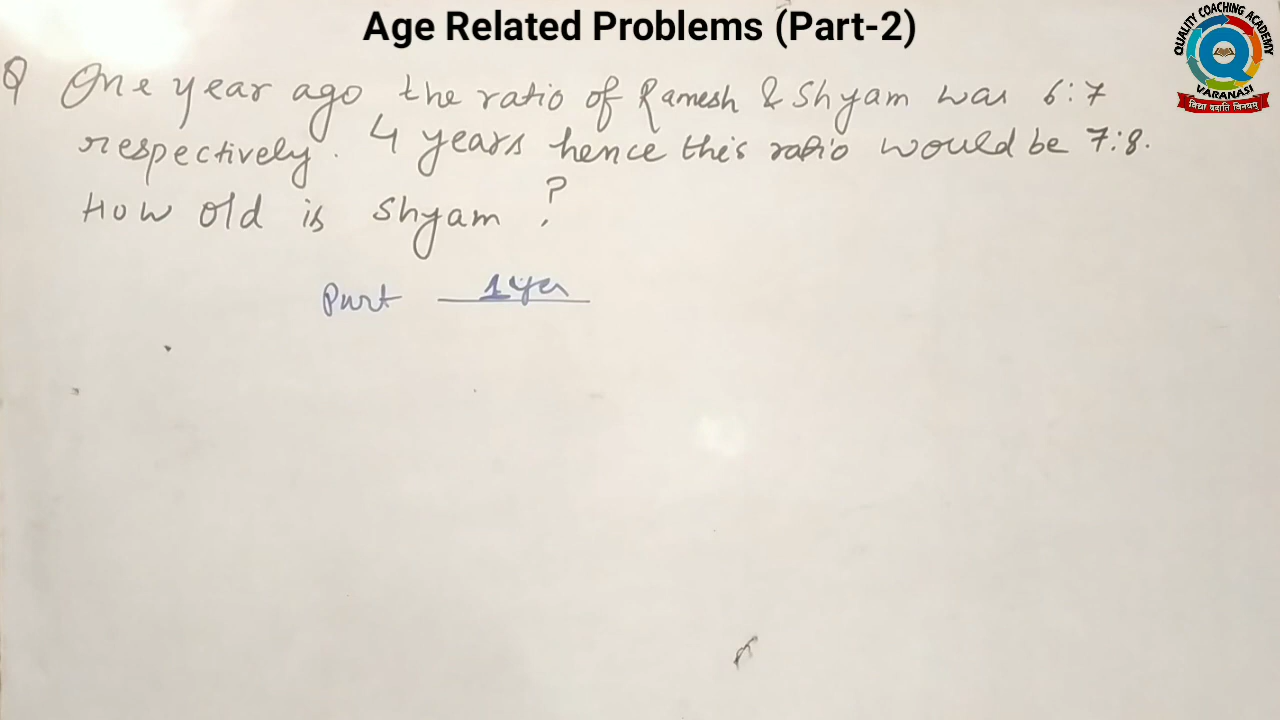 Age Related Problems (Part-2)
QUALITY COACHING ACADEMY
VARANASI
Q One year ago the ratio of Ramesh & Shyam was 6:7
respectively. 4 years hence this ratio would be 7:8.
How old is Shyam ?
Part 1 yea